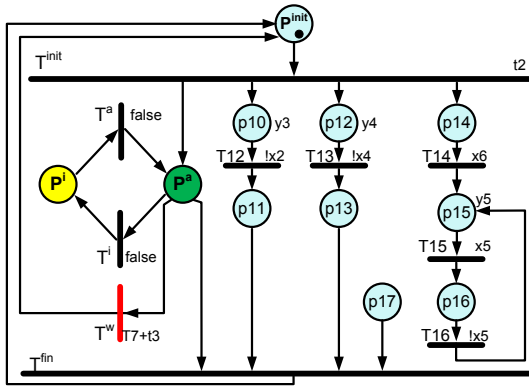 P^init
T^init t2
T^a false
p10 y3 p12 y4 p14
T12 !x2 T13 !x4 T14 x6
P^i P^a
p11 p13 p15 y5
T^i false
T15 x5
p17 p16
T^w T7+t3
T16 !x5
T^fin